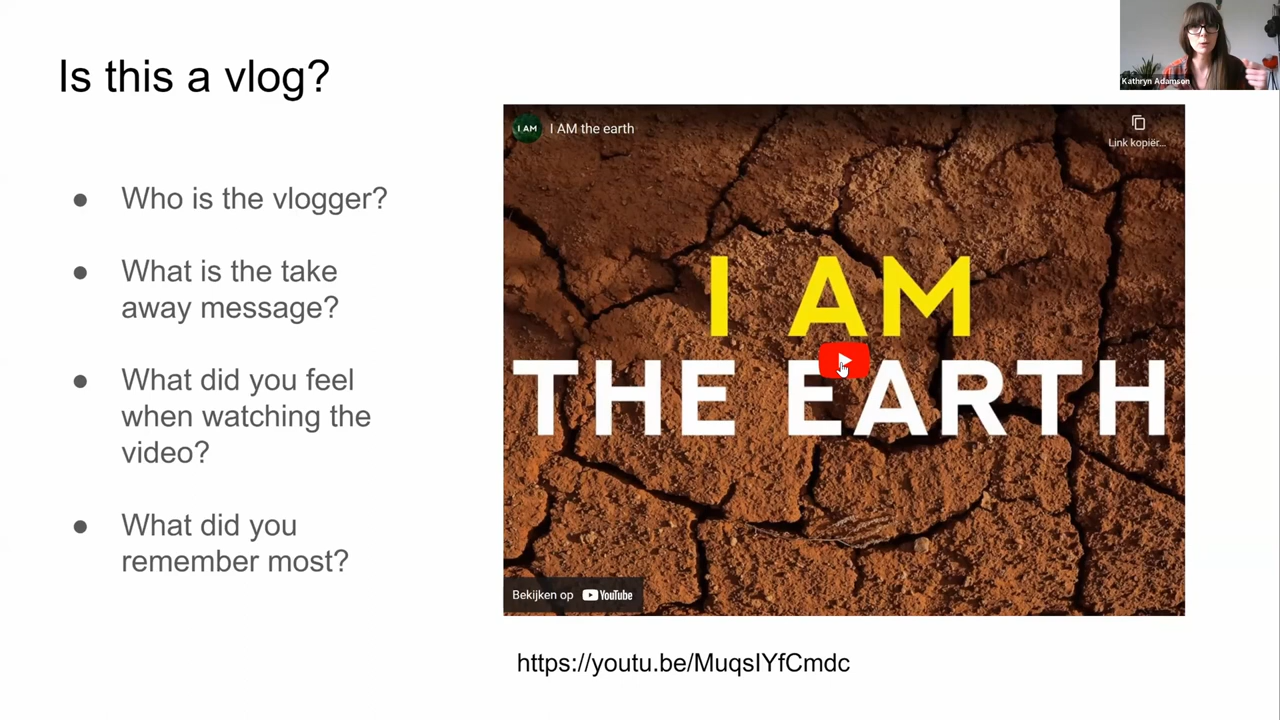 Is this a vlog?
Kathryn Adamson
● Who is the vlogger?
● What is the take
away message?
● What did you feel
when watching the
video?
● What did you
remember most?
I AM
I AM the earth
Link kopiër...
I AM
THE EARTH
Bekijken op YouTube
https://youtu.be/MuqsIYfCmdc